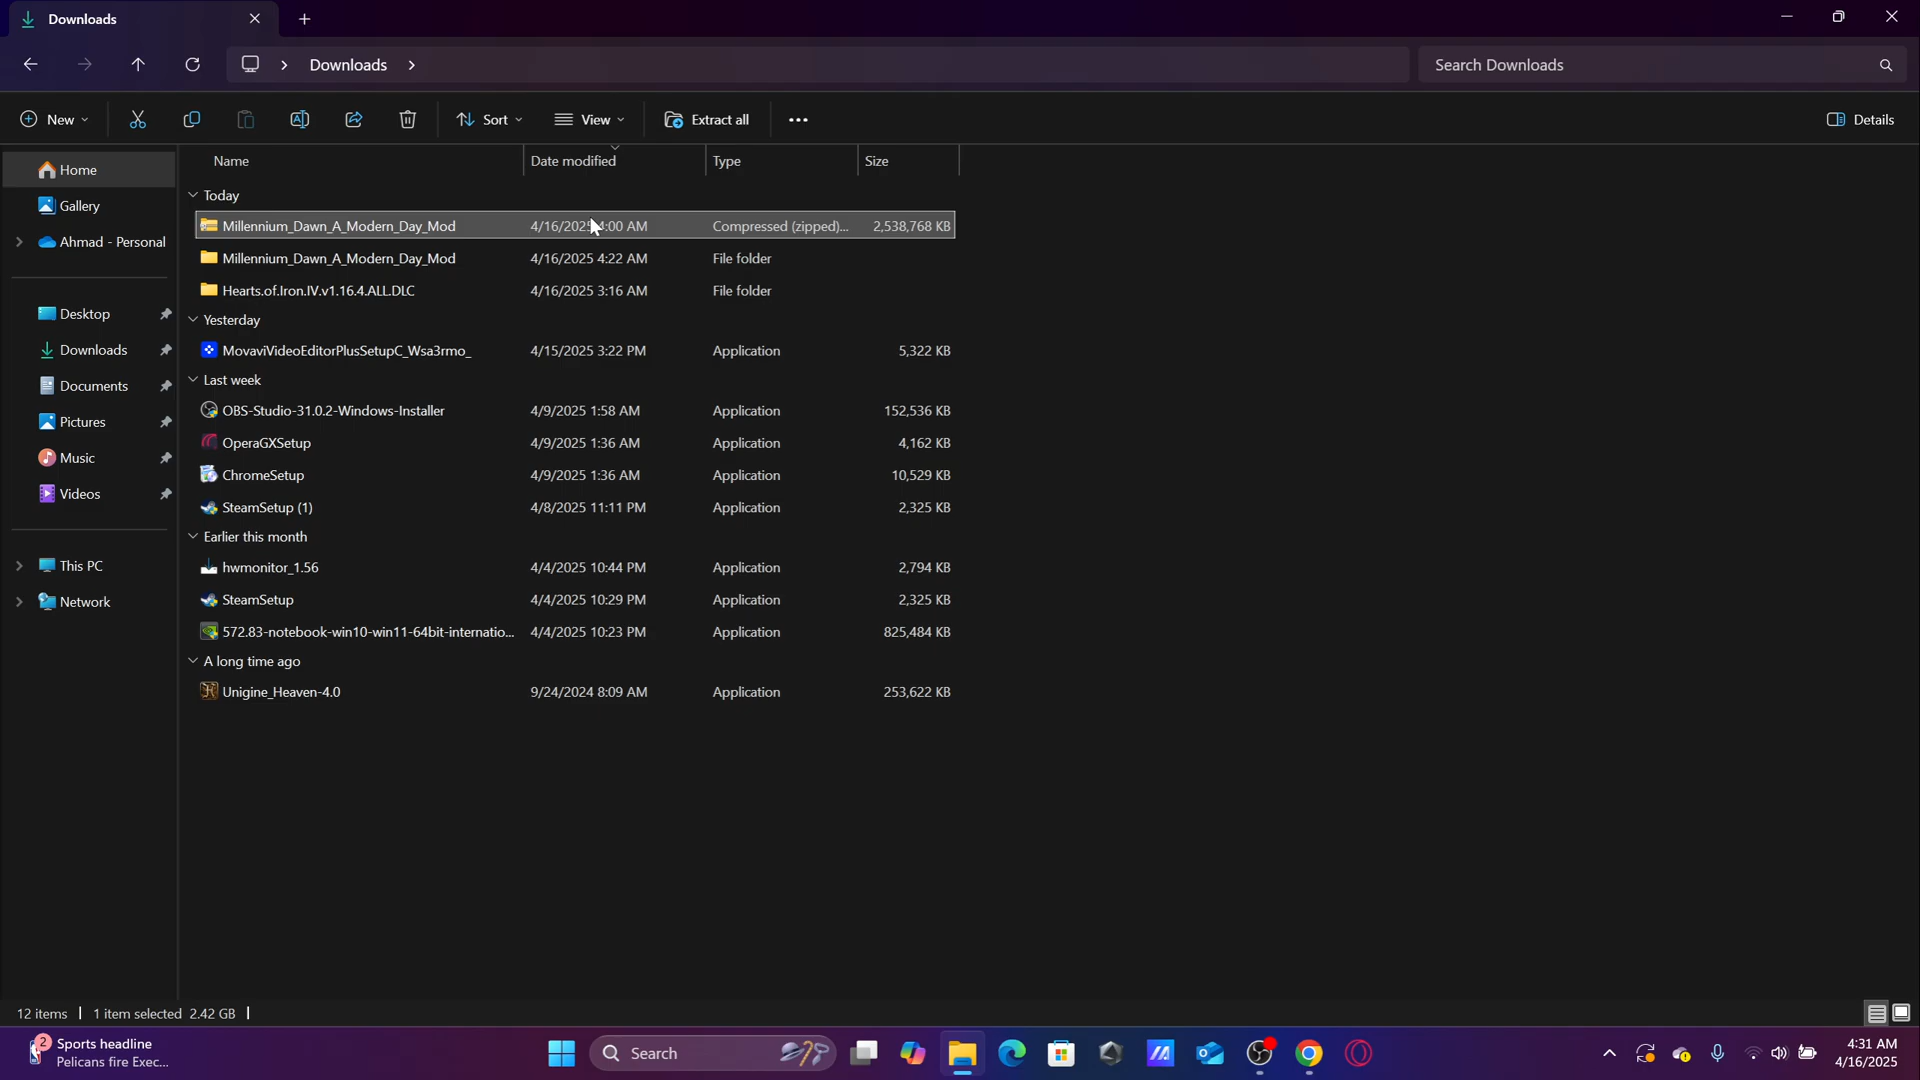 Downloads
Downloads
Search Downloads
New
Sort
View
Extract all
Details
Name
Date modified
Type
Size
Home
Gallery
Ahmad - Personal
Desktop
Downloads
Documents
Pictures
Music
Videos
This PC
Network
Today
Millennium_Dawn_A_Modern_Day_Mod 4/16/2025 4:00 AM Compressed (zipped)... 2,538,768 KB
Millennium_Dawn_A_Modern_Day_Mod 4/16/2025 4:22 AM File folder
Hearts.of.Iron.IV.v1.16.4.ALL.DLC 4/16/2025 3:16 AM File folder
Yesterday
MovaviVideoEditorPlusSetupC_Wsa3rmo_ 4/15/2025 3:22 PM Application 5,322 KB
Last week
OBS-Studio-31.0.2-Windows-Installer 4/9/2025 1:58 AM Application 152,536 KB
OperaGXSetup 4/9/2025 1:36 AM Application 4,162 KB
ChromeSetup 4/9/2025 1:36 AM Application 10,529 KB
SteamSetup (1) 4/8/2025 11:11 PM Application 2,325 KB
Earlier this month
hwmonitor_1.56 4/4/2025 10:44 PM Application 2,794 KB
SteamSetup 4/4/2025 10:29 PM Application 2,325 KB
572.83-notebook-win10-win11-64bit-internatio... 4/4/2025 10:23 PM Application 825,484 KB
A long time ago
Unigine_Heaven-4.0 9/24/2024 8:09 AM Application 253,622 KB
12 items 1 item selected 2.42 GB
2
Sports headline
Pelicans fire Exec...
Search
4:31 AM
4/16/2025